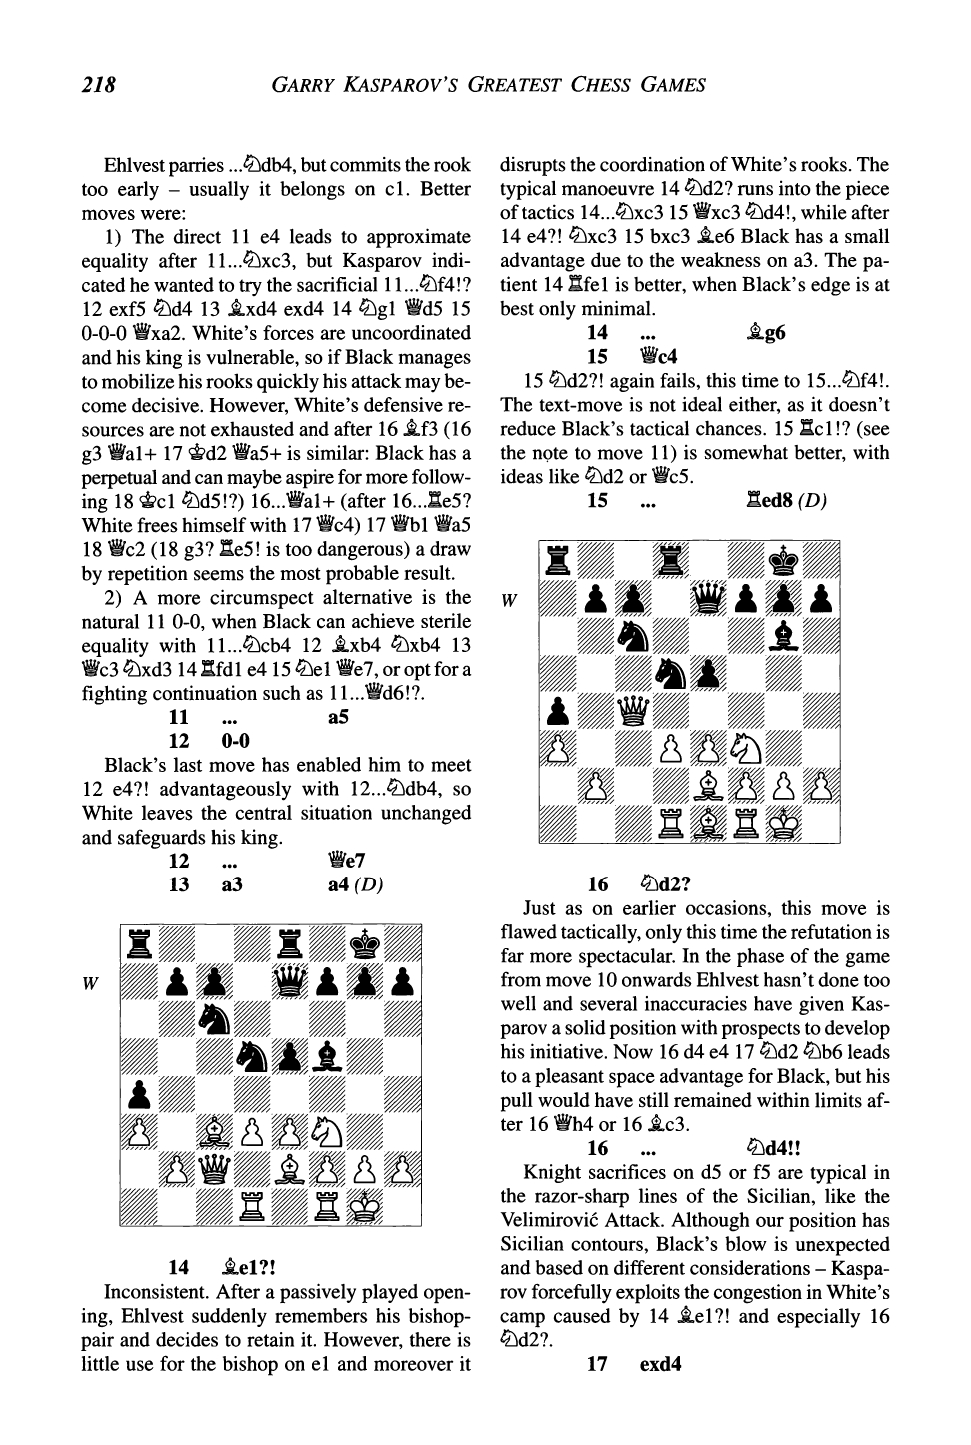 218 GARRY KASPAROV'S GREATEST CHESS GAMES
Ehlvest parries ...♘db4, but commits the rook
too early – usually it belongs on c1. Better
moves were:
1) The direct 11 e4 leads to approximate
equality after 11...♘xc3, but Kasparov indi-
cated he wanted to try the sacrificial 11...♘f4!?
12 exf5 ♘d4 13 ♗xd4 exd4 14 ♘g1 ♕d5 15
0-0-0 ♕xa2. White's forces are uncoordinated
and his king is vulnerable, so if Black manages
to mobilize his rooks quickly his attack may be-
come decisive. However, White's defensive re-
sources are not exhausted and after 16 ♗f3 (16
g3 ♕a1+ 17 ♔d2 ♕a5+ is similar: Black has a
perpetual and can maybe aspire for more follow-
ing 18 ♔c1 ♘d5!?) 16...♕a1+ (after 16...♖e5?
White frees himself with 17 ♕c4) 17 ♕b1 ♕a5
18 ♕c2 (18 g3? ♖e5! is too dangerous) a draw
by repetition seems the most probable result.
2) A more circumspect alternative is the
natural 11 0-0, when Black can achieve sterile
equality with 11...♘cb4 12 ♗xb4 ♘xb4 13
♕c3 ♘xd3 14 ♖fd1 e4 15 ♘e1 ♕e7, or opt for a
fighting continuation such as 11...♕d6!?.
11 ... a5
12 0-0
Black's last move has enabled him to meet
12 e4?! advantageously with 12...♘db4, so
White leaves the central situation unchanged
and safeguards his king.
12 ... ♕e7
13 a3 a4 (D)
W
14 ♗e1?!
Inconsistent. After a passively played open-
ing, Ehlvest suddenly remembers his bishop-
pair and decides to retain it. However, there is
little use for the bishop on e1 and moreover it
disrupts the coordination of White's rooks. The
typical manoeuvre 14 ♘d2? runs into the piece
of tactics 14...♘xc3 15 ♕xc3 ♘d4!, while after
14 e4?! ♘xc3 15 bxc3 ♗e6 Black has a small
advantage due to the weakness on a3. The pa-
tient 14 ♖fe1 is better, when Black's edge is at
best only minimal.
14 ... ♗g6
15 ♕c4
15 ♘d2?! again fails, this time to 15...♘f4!.
The text-move is not ideal either, as it doesn't
reduce Black's tactical chances. 15 ♖c1!? (see
the note to move 11) is somewhat better, with
ideas like ♘d2 or ♕c5.
15 ... ♖ed8 (D)
W
16 ♘d2?
Just as on earlier occasions, this move is
flawed tactically, only this time the refutation is
far more spectacular. In the phase of the game
from move 10 onwards Ehlvest hasn't done too
well and several inaccuracies have given Kas-
parov a solid position with prospects to develop
his initiative. Now 16 d4 e4 17 ♘d2 ♘b6 leads
to a pleasant space advantage for Black, but his
pull would have still remained within limits af-
ter 16 ♕h4 or 16 ♗c3.
16 ... ♘d4!!
Knight sacrifices on d5 or f5 are typical in
the razor-sharp lines of the Sicilian, like the
Velimirović Attack. Although our position has
Sicilian contours, Black's blow is unexpected
and based on different considerations – Kaspa-
rov forcefully exploits the congestion in White's
camp caused by 14 ♗e1?! and especially 16
♘d2?.
17 exd4